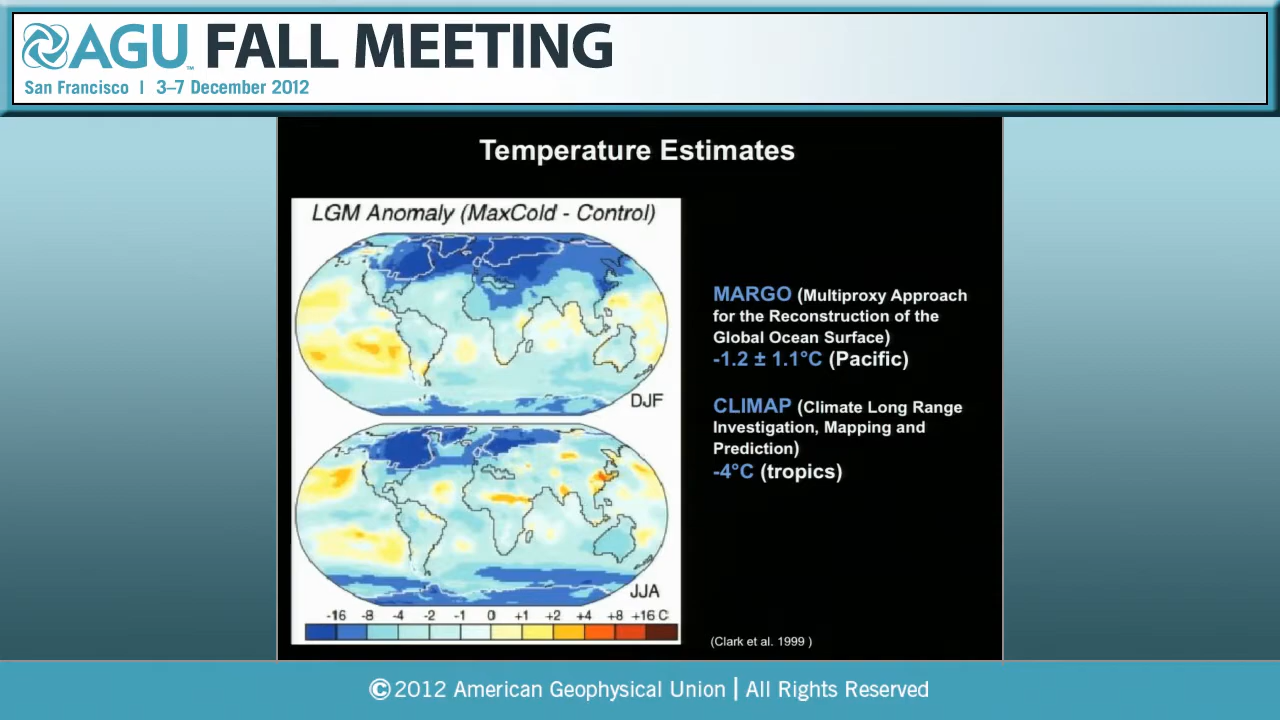 AGU™ FALL MEETING
San Francisco | 3–7 December 2012
Temperature Estimates
LGM Anomaly (MaxCold - Control)
DJF
JJA
-16 -8 -4 -2 -1 0 +1 +2 +4 +8 +16 C
MARGO (Multiproxy Approach
for the Reconstruction of the
Global Ocean Surface)
-1.2 ± 1.1°C (Pacific)
CLIMAP (Climate Long Range
Investigation, Mapping and
Prediction)
-4°C (tropics)
(Clark et al. 1999 )
©2012 American Geophysical Union | All Rights Reserved